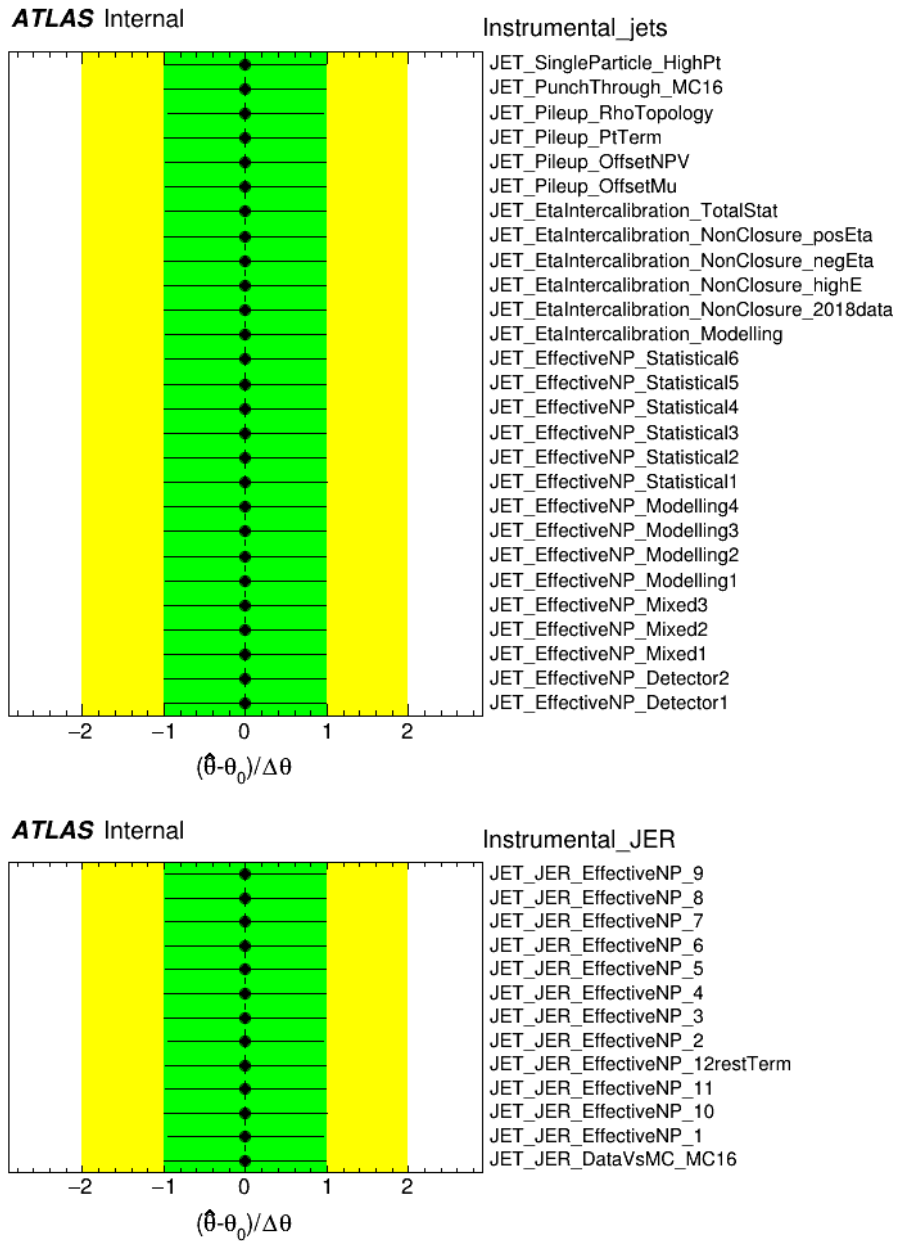 ATLAS Internal
Instrumental_jets
JET_SingleParticle_HighPt
JET_PunchThrough_MC16
JET_Pileup_RhoTopology
JET_Pileup_PtTerm
JET_Pileup_OffsetNPV
JET_Pileup_OffsetMu
JET_EtaIntercalibration_TotalStat
JET_EtaIntercalibration_NonClosure_posEta
JET_EtaIntercalibration_NonClosure_negEta
JET_EtaIntercalibration_NonClosure_highE
JET_EtaIntercalibration_NonClosure_2018data
JET_EtaIntercalibration_Modelling
JET_EffectiveNP_Statistical6
JET_EffectiveNP_Statistical5
JET_EffectiveNP_Statistical4
JET_EffectiveNP_Statistical3
JET_EffectiveNP_Statistical2
JET_EffectiveNP_Statistical1
JET_EffectiveNP_Modelling4
JET_EffectiveNP_Modelling3
JET_EffectiveNP_Modelling2
JET_EffectiveNP_Modelling1
JET_EffectiveNP_Mixed3
JET_EffectiveNP_Mixed2
JET_EffectiveNP_Mixed1
JET_EffectiveNP_Detector2
JET_EffectiveNP_Detector1
−2 −1 0 1 2
(θ̂-θ₀)/Δθ
ATLAS Internal
Instrumental_JER
JET_JER_EffectiveNP_9
JET_JER_EffectiveNP_8
JET_JER_EffectiveNP_7
JET_JER_EffectiveNP_6
JET_JER_EffectiveNP_5
JET_JER_EffectiveNP_4
JET_JER_EffectiveNP_3
JET_JER_EffectiveNP_2
JET_JER_EffectiveNP_12restTerm
JET_JER_EffectiveNP_11
JET_JER_EffectiveNP_10
JET_JER_EffectiveNP_1
JET_JER_DataVsMC_MC16
−2 −1 0 1 2
(θ̂-θ₀)/Δθ